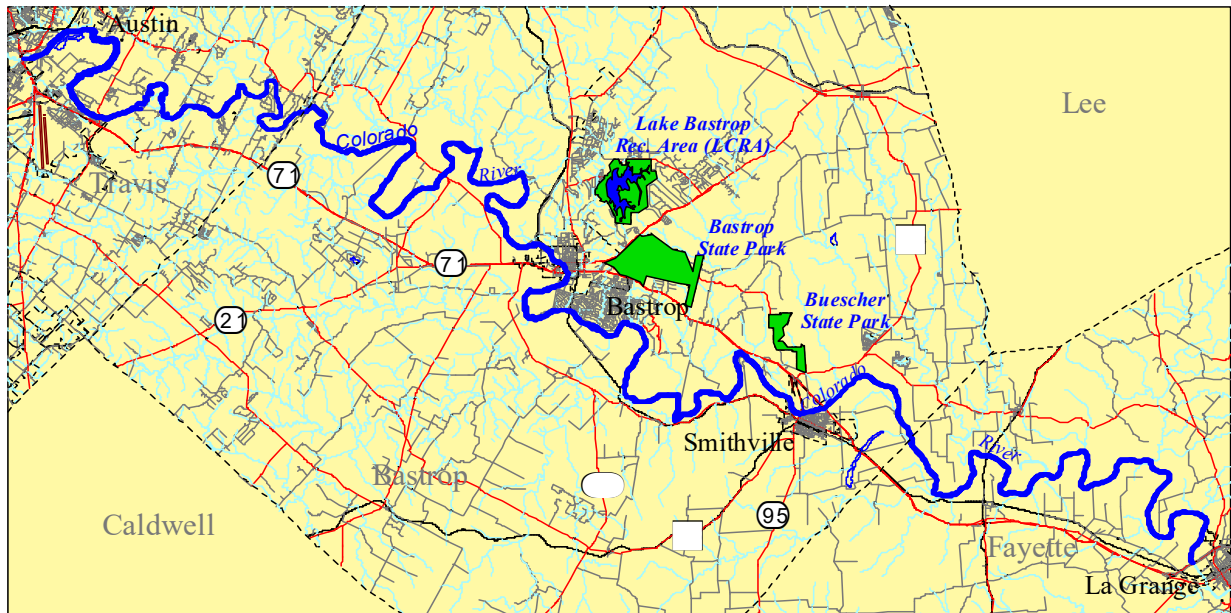 Austin
Lee
Lake Bastrop
Rec. Area (LCRA)
Colorado
River
71
Travis
Bastrop
State Park
71
Buescher
State Park
Bastrop
21
Colorado
Smithville
River
Bastrop
95
Caldwell
Fayette
La Grange